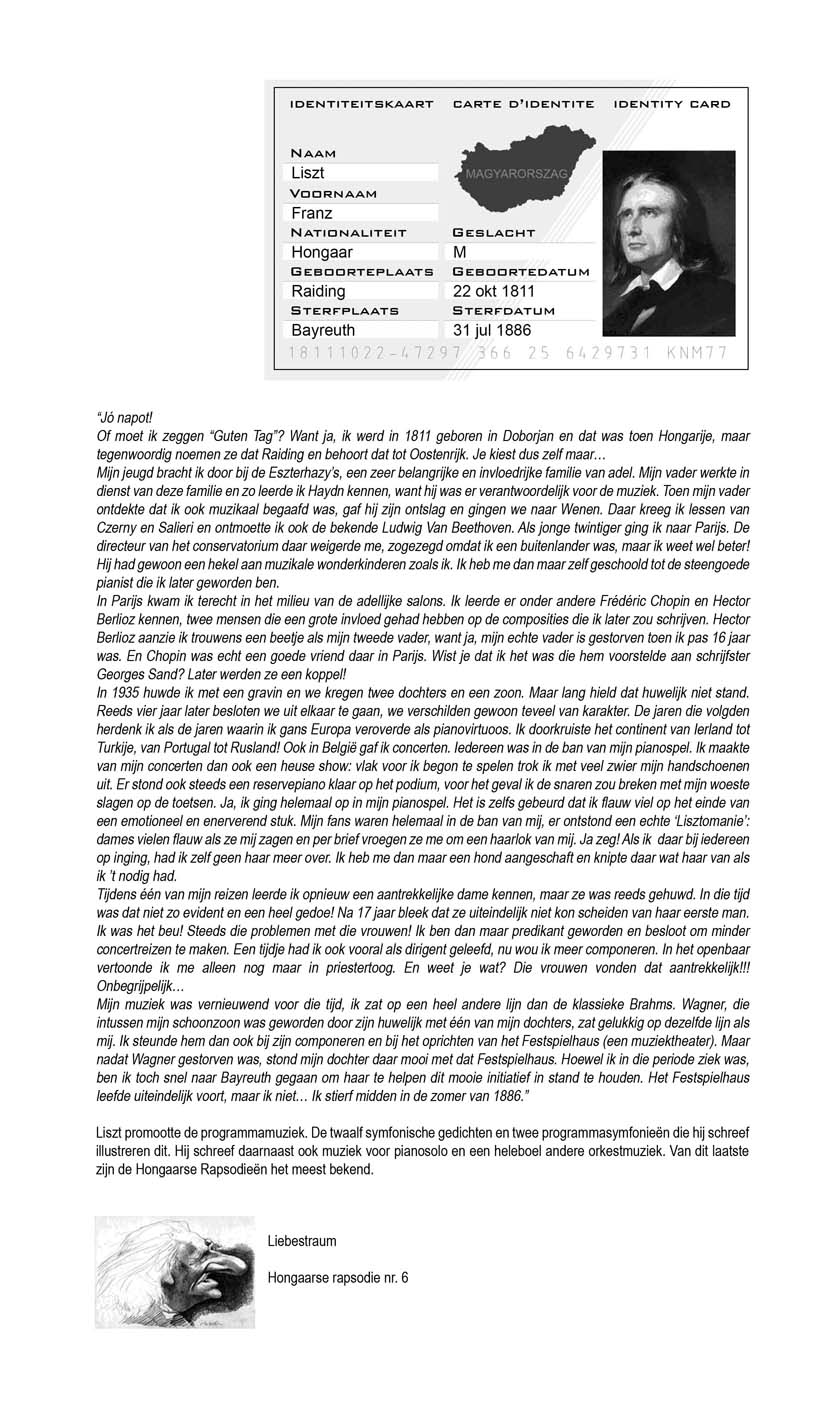 IDENTITEITSKAART CARTE D'IDENTITE IDENTITY CARD
MAGYARORSZAG
NAAM
Liszt
VOORNAAM
Franz
NATIONALITEIT GESLACHT
Hongaar M
GEBOORTEPLAATS GEBOORTEDATUM
Raiding 22 okt 1811
STERFPLAATS STERFDATUM
Bayreuth 31 jul 1886
18111022-47297 366 25 6429731 KNM77
“Jó napot!
Of moet ik zeggen “Guten Tag”? Want ja, ik werd in 1811 geboren in Doborjan en dat was toen Hongarije, maar
tegenwoordig noemen ze dat Raiding en behoort dat tot Oostenrijk. Je kiest dus zelf maar…
Mijn jeugd bracht ik door bij de Eszterhazy’s, een zeer belangrijke en invloedrijke familie van adel. Mijn vader werkte in
dienst van deze familie en zo leerde ik Haydn kennen, want hij was er verantwoordelijk voor de muziek. Toen mijn vader
ontdekte dat ik ook muzikaal begaafd was, gaf hij zijn ontslag en gingen we naar Wenen. Daar kreeg ik lessen van
Czerny en Salieri en ontmoette ik ook de bekende Ludwig Van Beethoven. Als jonge twintiger ging ik naar Parijs. De
directeur van het conservatorium daar weigerde me, zogezegd omdat ik een buitenlander was, maar ik weet wel beter!
Hij had gewoon een hekel aan muzikale wonderkinderen zoals ik. Ik heb me dan maar zelf geschoold tot de steengoede
pianist die ik later geworden ben.
In Parijs kwam ik terecht in het milieu van de adellijke salons. Ik leerde er onder andere Frédéric Chopin en Hector
Berlioz kennen, twee mensen die een grote invloed gehad hebben op de composities die ik later zou schrijven. Hector
Berlioz aanzie ik trouwens een beetje als mijn tweede vader, want ja, mijn echte vader is gestorven toen ik pas 16 jaar
was. En Chopin was echt een goede vriend daar in Parijs. Wist je dat ik het was die hem voorstelde aan schrijfster
Georges Sand? Later werden ze een koppel!
In 1935 huwde ik met een gravin en we kregen twee dochters en een zoon. Maar lang hield dat huwelijk niet stand.
Reeds vier jaar later besloten we uit elkaar te gaan, we verschilden gewoon teveel van karakter. De jaren die volgden
herdenk ik als de jaren waarin ik gans Europa veroverde als pianovirtuoos. Ik doorkruiste het continent van Ierland tot
Turkije, van Portugal tot Rusland! Ook in België gaf ik concerten. Iedereen was in de ban van mijn pianospel. Ik maakte
van mijn concerten dan ook een heuse show: vlak voor ik begon te spelen trok ik met veel zwier mijn handschoenen
uit. Er stond ook steeds een reservepiano klaar op het podium, voor het geval ik de snaren zou breken met mijn woeste
slagen op de toetsen. Ja, ik ging helemaal op in mijn pianospel. Het is zelfs gebeurd dat ik flauw viel op het einde van
een emotioneel en enerverend stuk. Mijn fans waren helemaal in de ban van mij, er ontstond een echte ‘Lisztomanie’:
dames vielen flauw als ze mij zagen en per brief vroegen ze me om een haarlok van mij. Ja zeg! Als ik daar bij iedereen
op inging, had ik zelf geen haar meer over. Ik heb me dan maar een hond aangeschaft en knipte daar wat haar van als
ik ’t nodig had.
Tijdens één van mijn reizen leerde ik opnieuw een aantrekkelijke dame kennen, maar ze was reeds gehuwd. In die tijd
was dat niet zo evident en een heel gedoe! Na 17 jaar bleek dat ze uiteindelijk niet kon scheiden van haar eerste man.
Ik was het beu! Steeds die problemen met die vrouwen! Ik ben dan maar predikant geworden en besloot om minder
concertreizen te maken. Een tijdje had ik ook vooral als dirigent geleefd, nu wou ik meer componeren. In het openbaar
vertoonde ik me alleen nog maar in priestertoog. En weet je wat? Die vrouwen vonden dat aantrekkelijk!!!
Onbegrijpelijk…
Mijn muziek was vernieuwend voor die tijd, ik zat op een heel andere lijn dan de klassieke Brahms. Wagner, die
intussen mijn schoonzoon was geworden door zijn huwelijk met één van mijn dochters, zat gelukkig op dezelfde lijn als
mij. Ik steunde hem dan ook bij zijn componeren en bij het oprichten van het Festspielhaus (een muziektheater). Maar
nadat Wagner gestorven was, stond mijn dochter daar mooi met dat Festspielhaus. Hoewel ik in die periode ziek was,
ben ik toch snel naar Bayreuth gegaan om haar te helpen dit mooie initiatief in stand te houden. Het Festspielhaus
leefde uiteindelijk voort, maar ik niet… Ik stierf midden in de zomer van 1886.”
Liszt promootte de programmamuziek. De twaalf symfonische gedichten en twee programmasymfonieën die hij schreef
illustreren dit. Hij schreef daarnaast ook muziek voor pianosolo en een heleboel andere orkestmuziek. Van dit laatste
zijn de Hongaarse Rapsodieën het meest bekend.
Liebestraum
Hongaarse rapsodie nr. 6